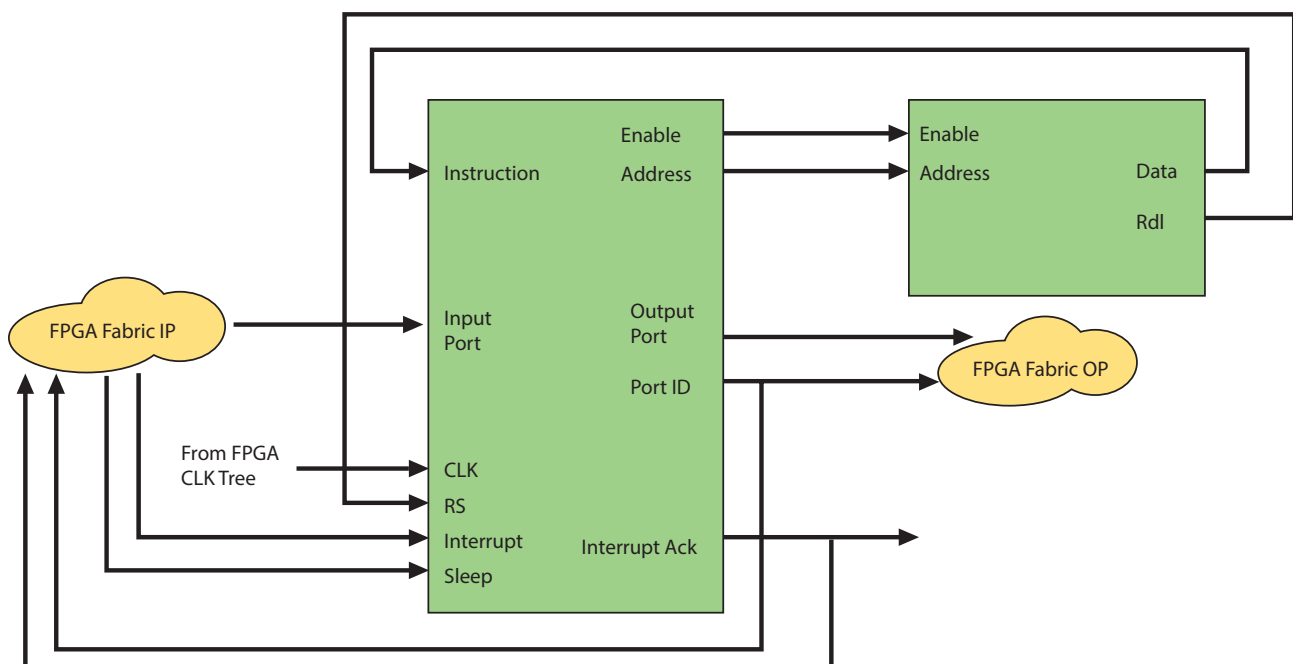 Enable
Address
Instruction
Enable
Address
Data
Rdl
FPGA Fabric IP
Input
Port
Output
Port
Port ID
FPGA Fabric OP
From FPGA
CLK Tree
CLK
RS
Interrupt
Sleep
Interrupt Ack